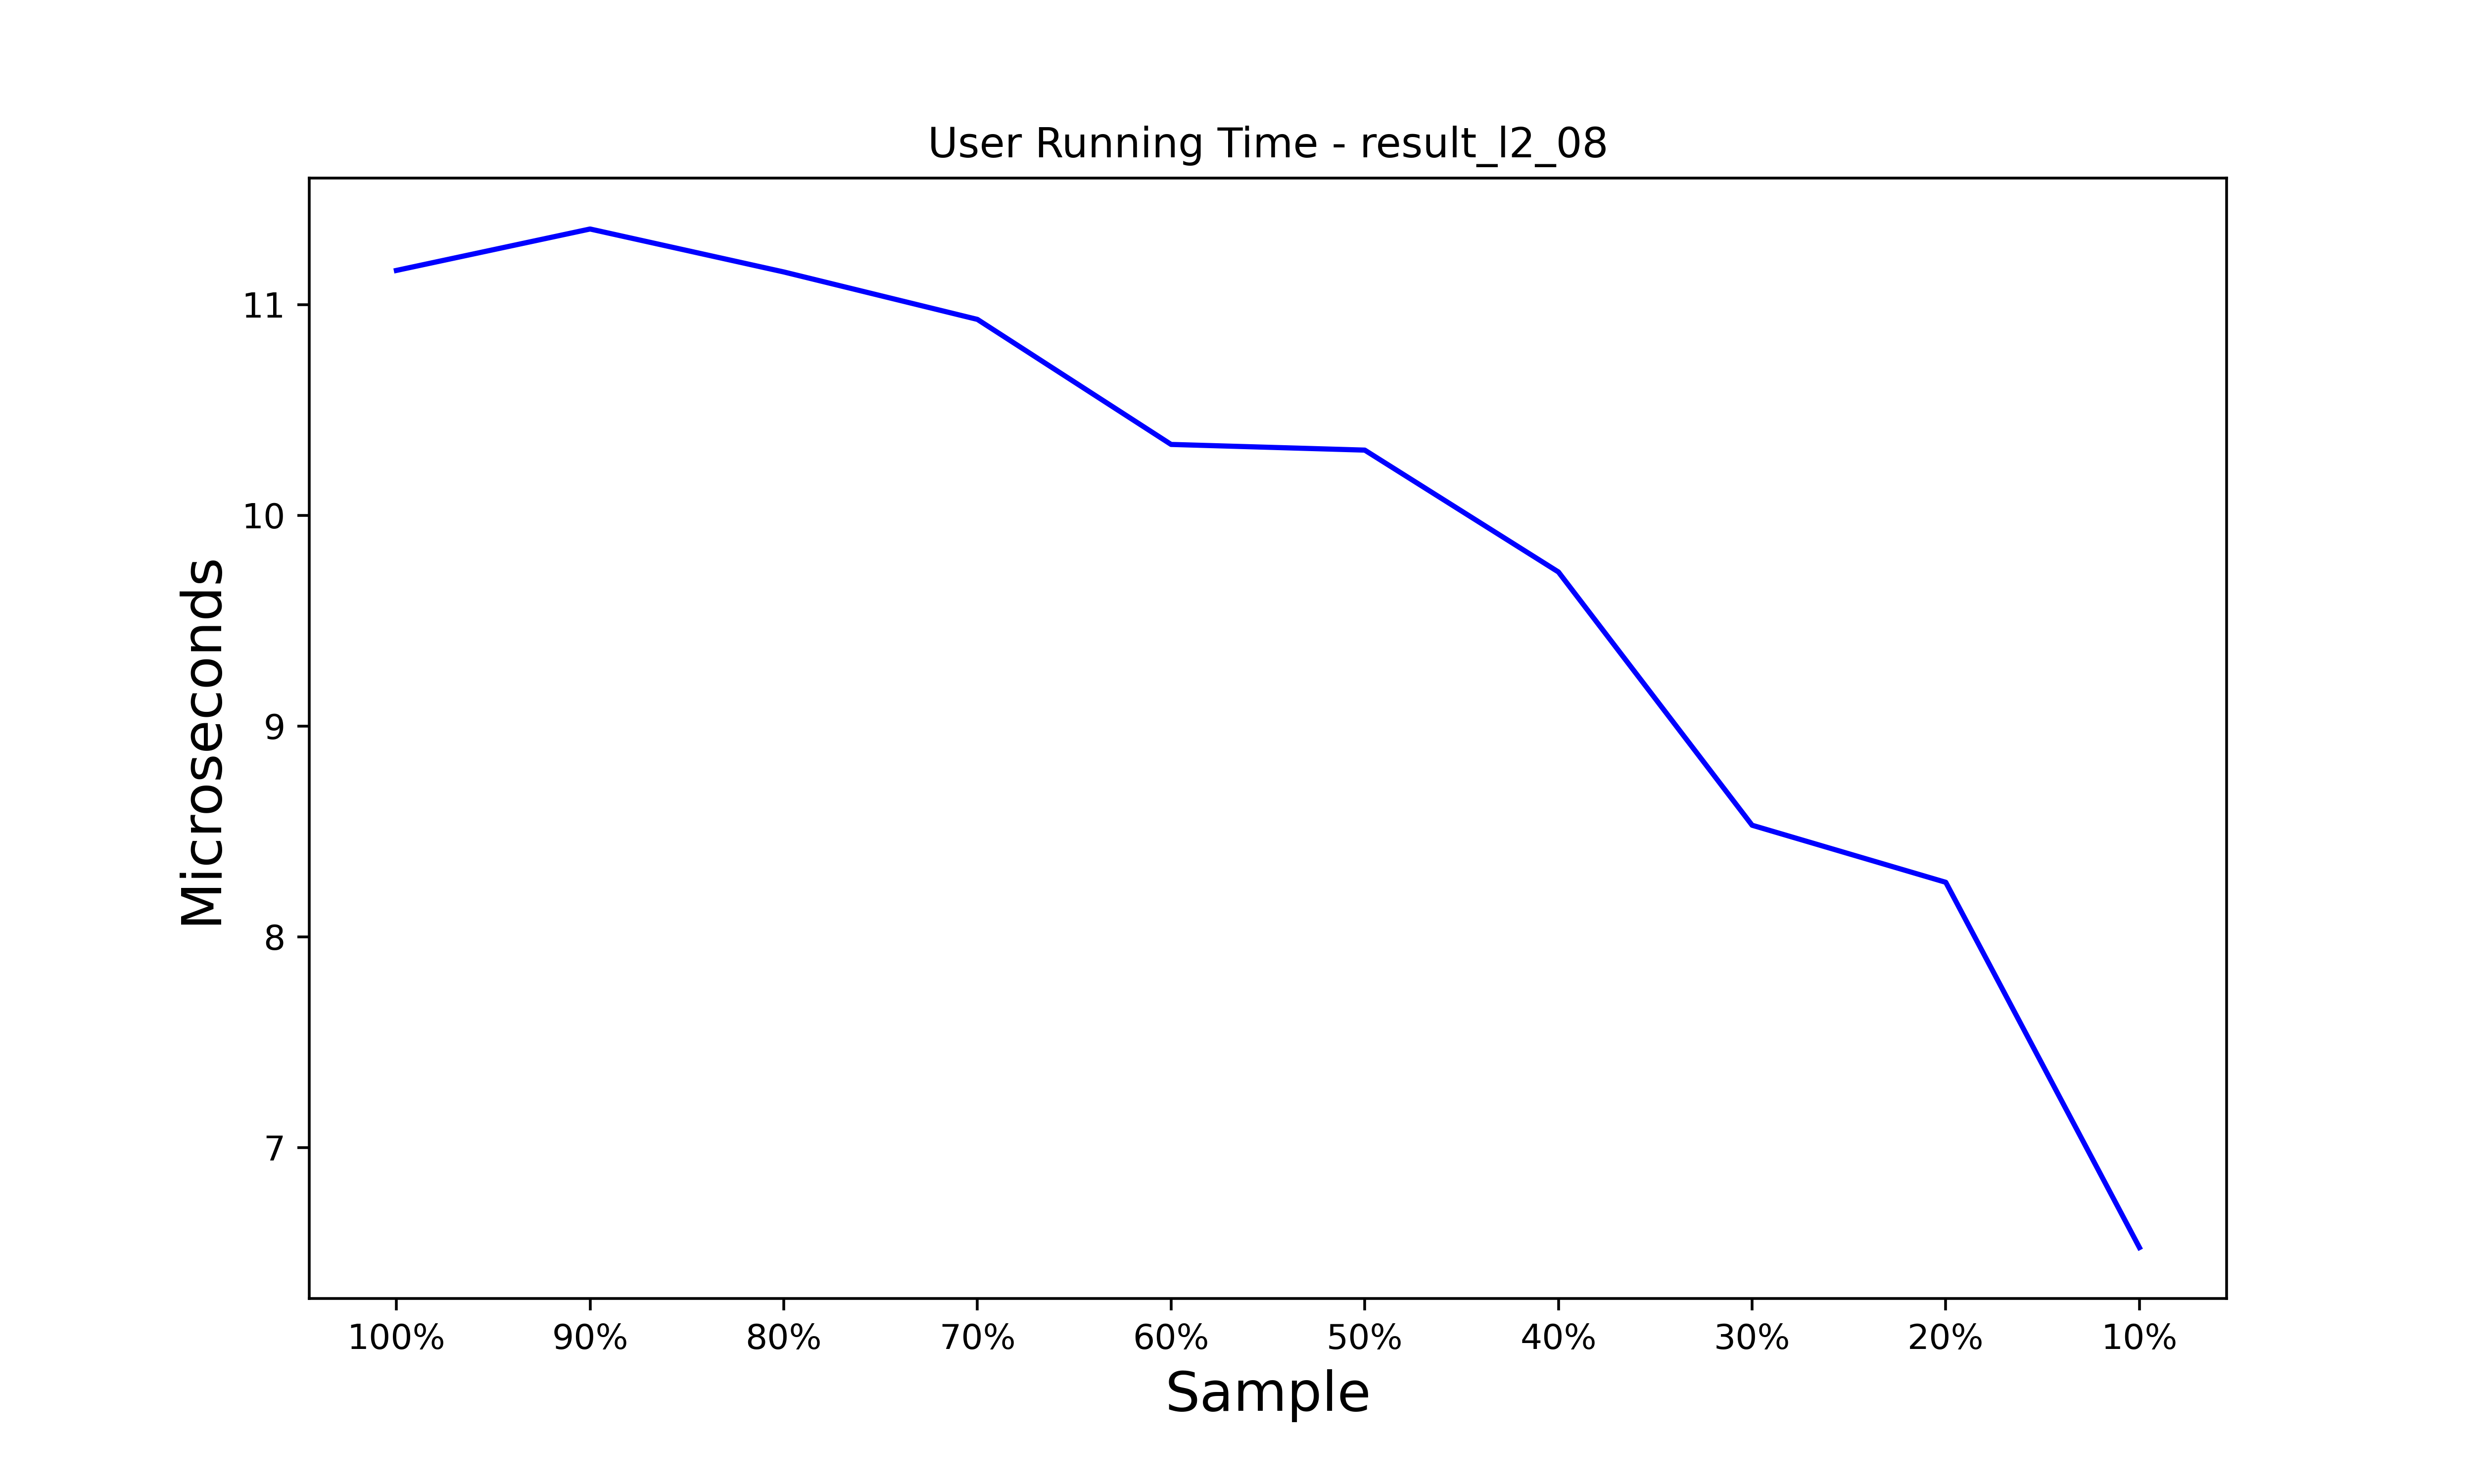 User Running Time - result_l2_08
Microseconds
11
10
9
8
7
100% 90% 80% 70% 60% 50% 40% 30% 20% 10%
Sample